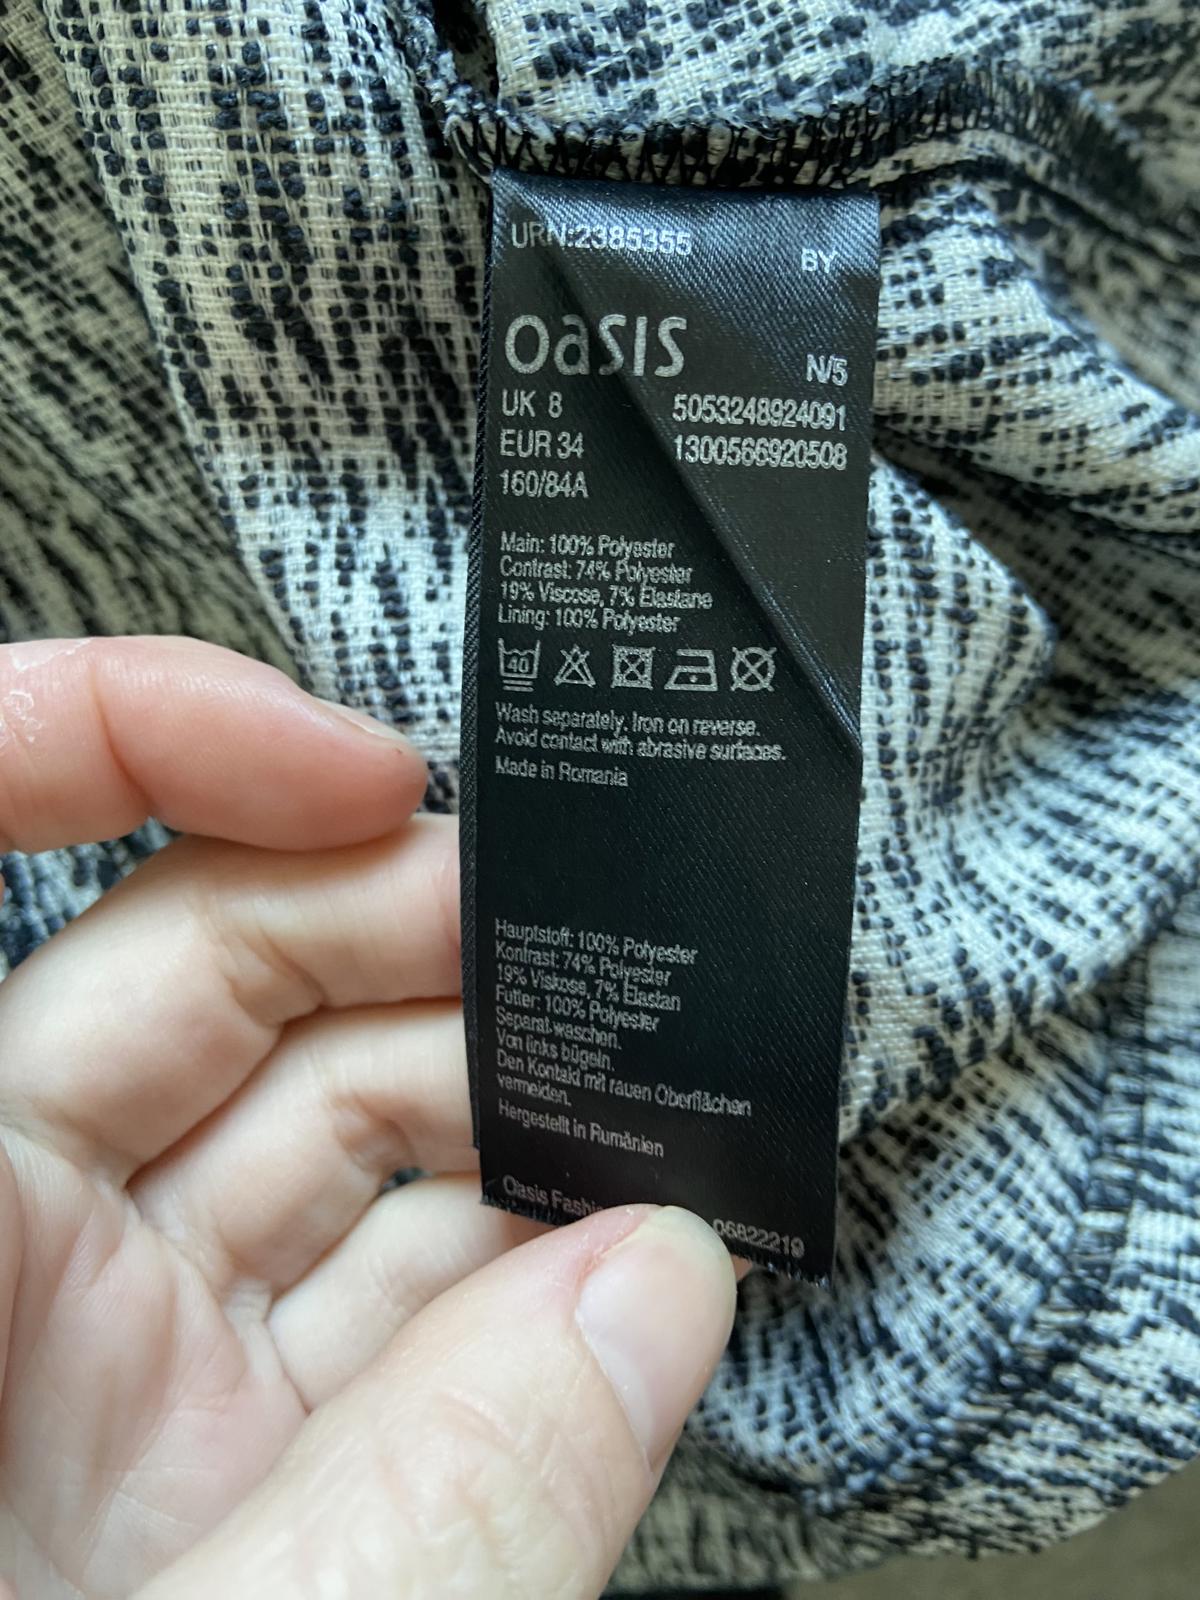 URN:2385355
BY
OASIS
N/5
UK 8 5053248924091
EUR 34 1300566920508
160/84A
Main: 100% Polyester
Contrast: 74% Polyester
19% Viscose, 7% Elastane
Lining: 100% Polyester
40
Wash separately. Iron on reverse.
Avoid contact with abrasive surfaces.
Made in Romania
Hauptstoff: 100% Polyester
Kontrast: 74% Polyester
19% Viskose, 7% Elastan
Futter: 100% Polyester
Separat waschen.
Von links bügeln.
Den Kontakt mit rauen Oberflächen
vermeiden.
Hergestellt in Rumänien
Oasis 06822219